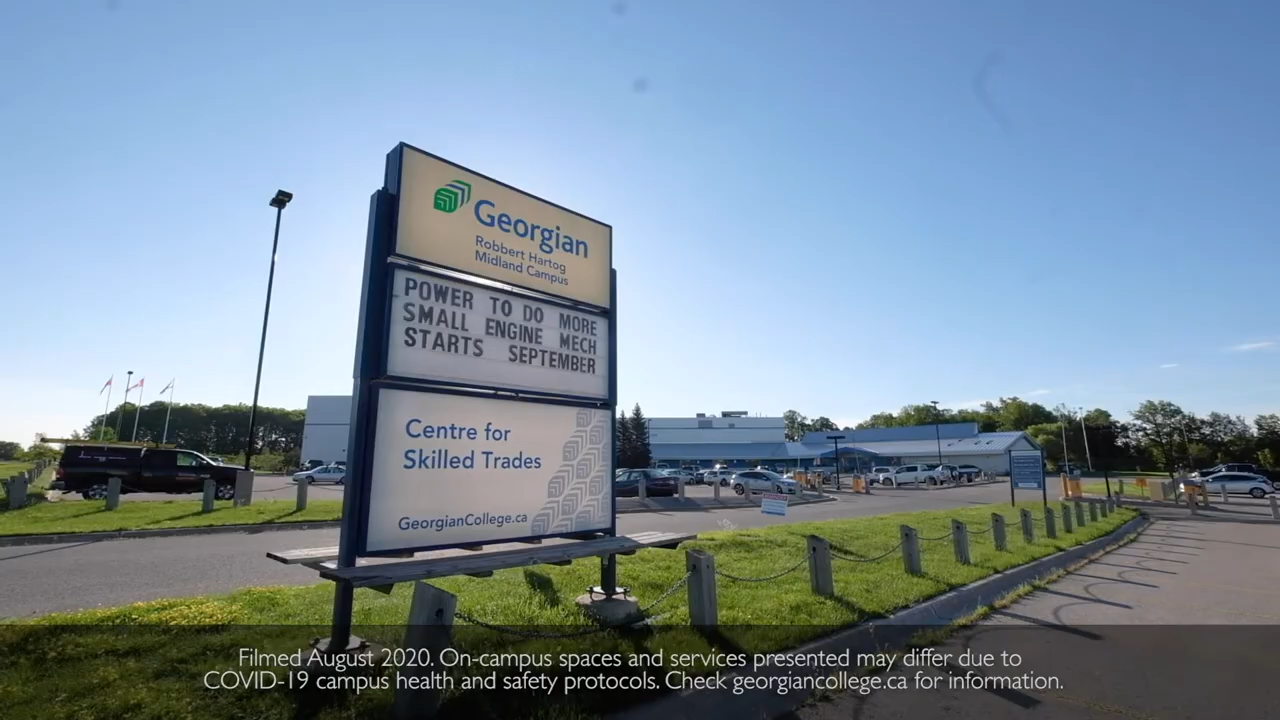 Georgian
Robbert Hartog
Midland Campus
POWER TO DO MORE
SMALL ENGINE MECH
STARTS SEPTEMBER
Centre for
Skilled Trades
GeorgianCollege.ca
Filmed August 2020. On-campus spaces and services presented may differ due to
COVID-19 campus health and safety protocols. Check georgiancollege.ca for information.